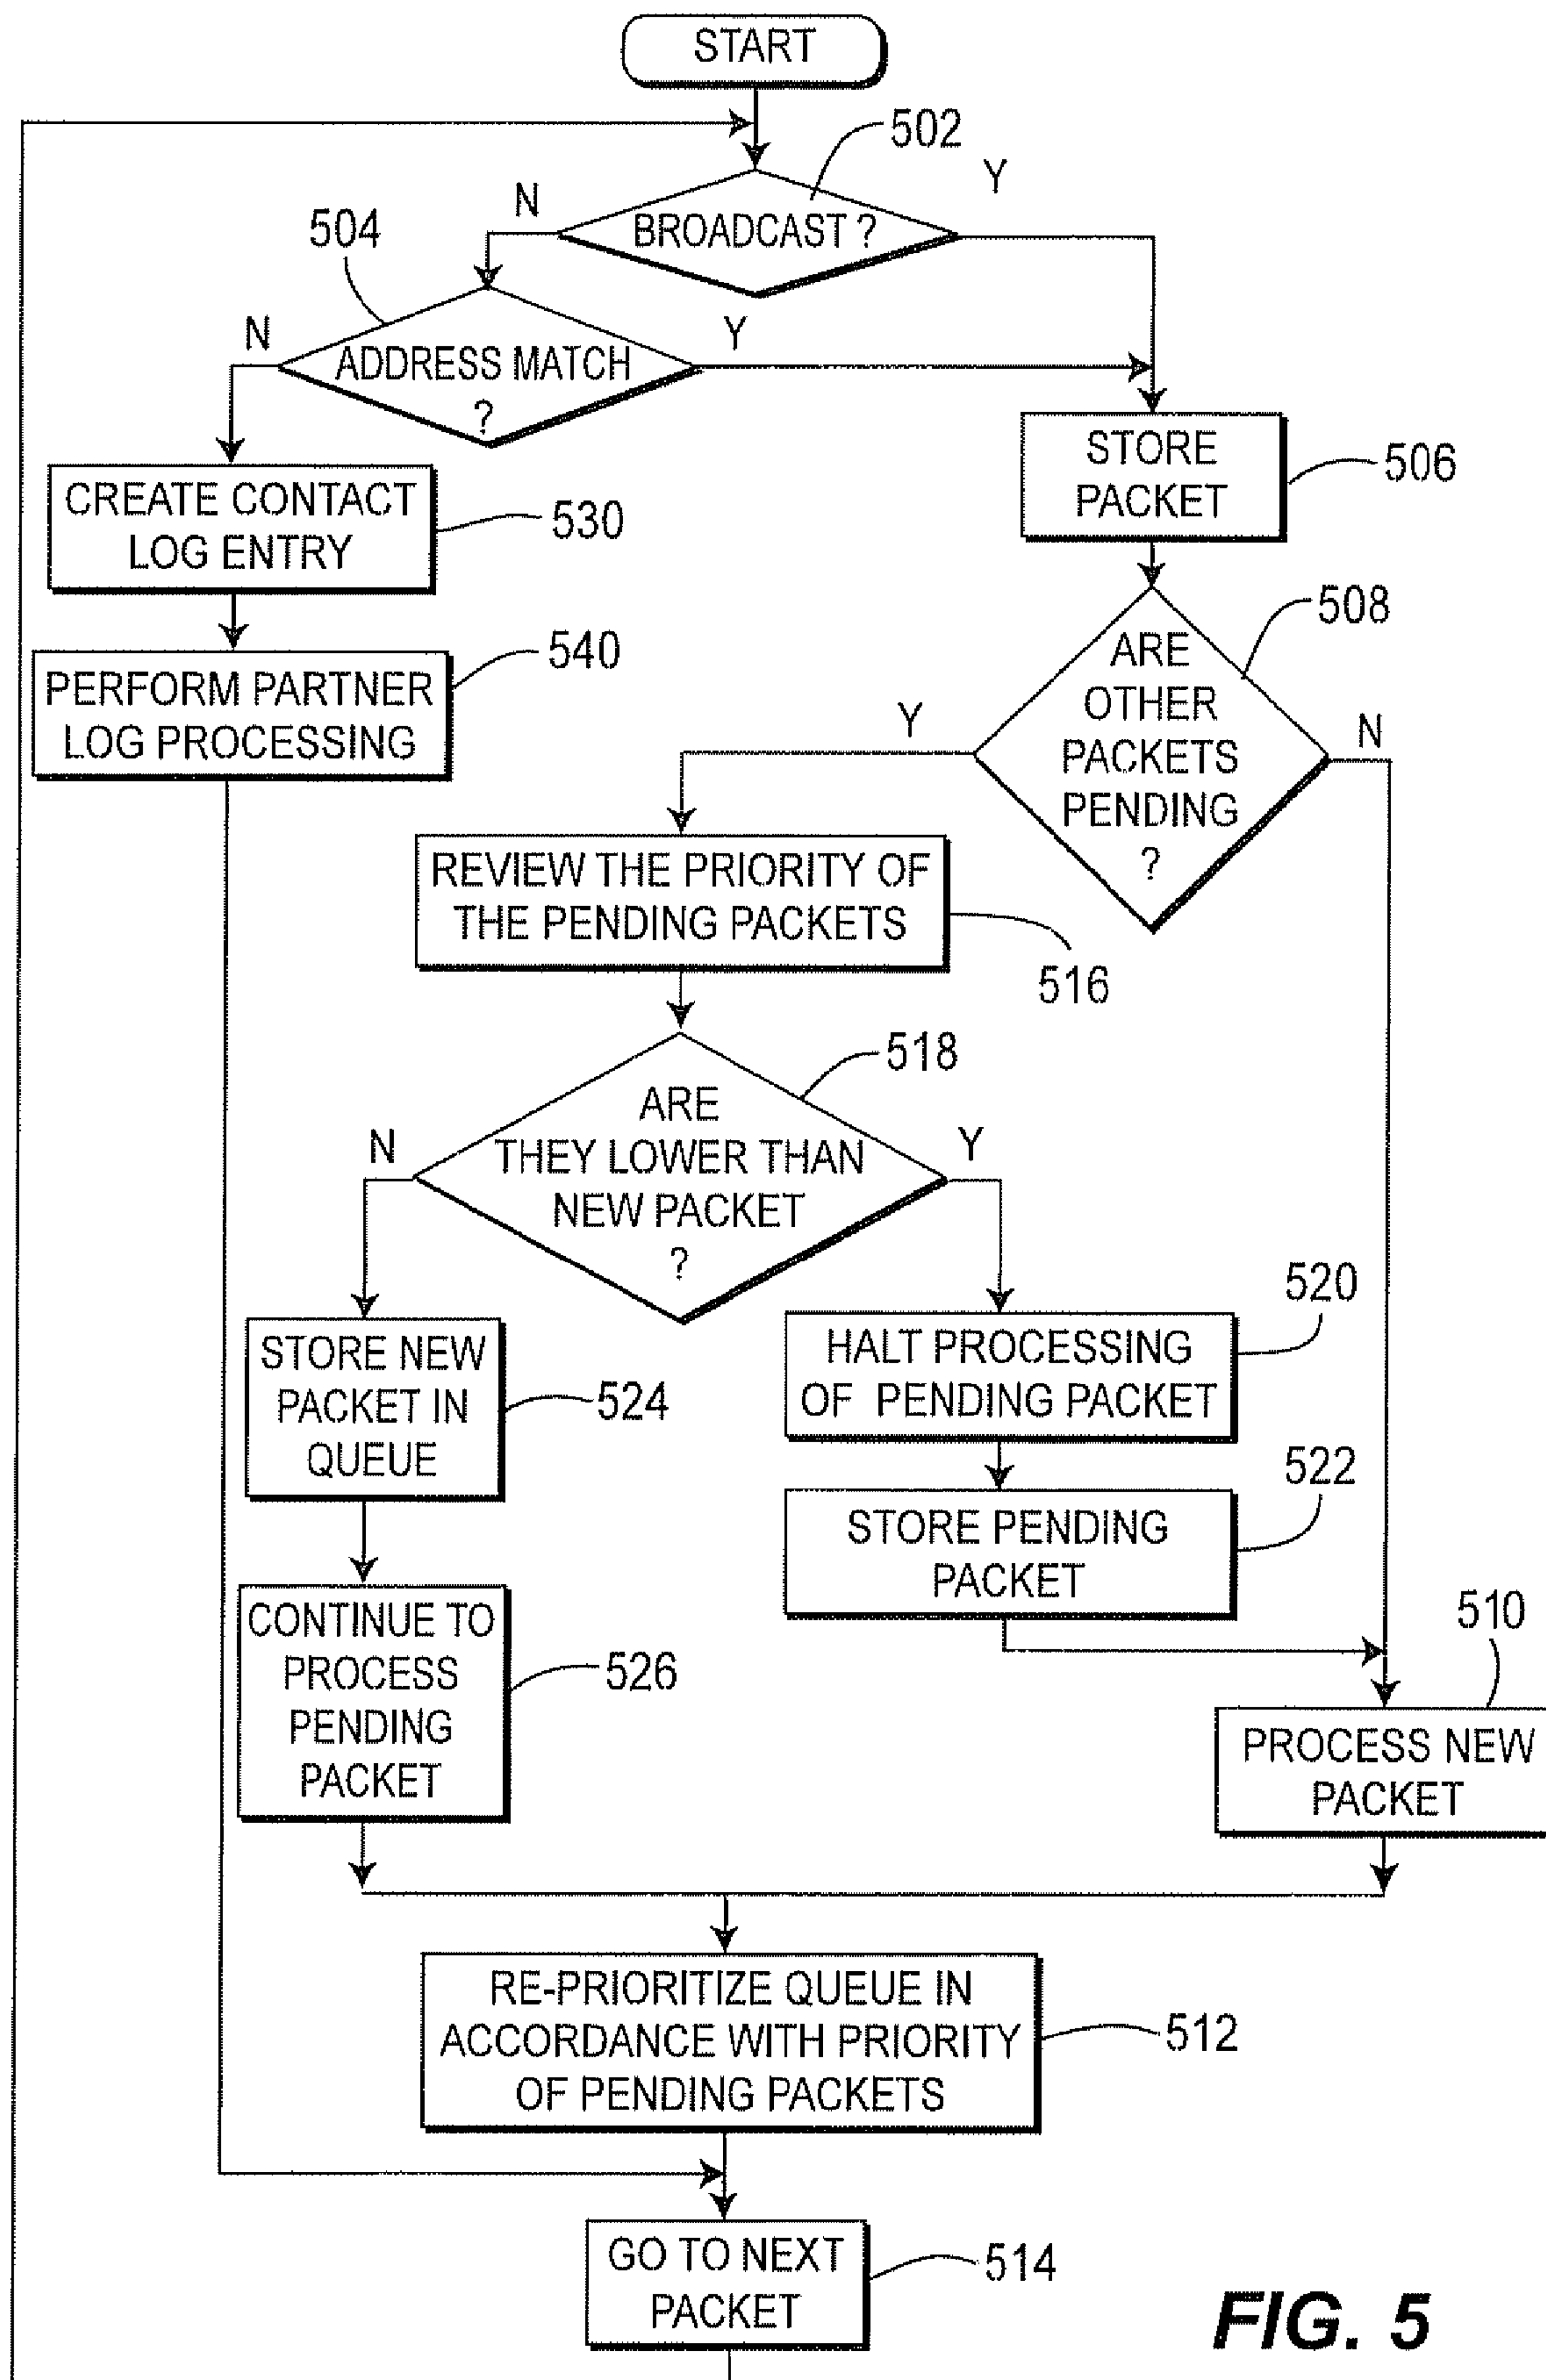 START
502
Y
N
BROADCAST ?
504
N
Y
ADDRESS MATCH
?
STORE
PACKET
506
CREATE CONTACT
LOG ENTRY
530
508
ARE
OTHER
PACKETS
PENDING
?
540
PERFORM PARTNER
LOG PROCESSING
Y
N
REVIEW THE PRIORITY OF
THE PENDING PACKETS
516
518
ARE
THEY LOWER THAN
NEW PACKET
?
N
Y
520
STORE NEW
PACKET IN
QUEUE
524
HALT PROCESSING
OF PENDING PACKET
522
STORE PENDING
PACKET
CONTINUE TO
PROCESS
PENDING
PACKET
526
510
PROCESS NEW
PACKET
RE-PRIORITIZE QUEUE IN
ACCORDANCE WITH PRIORITY
OF PENDING PACKETS
512
GO TO NEXT
PACKET
514
FIG. 5